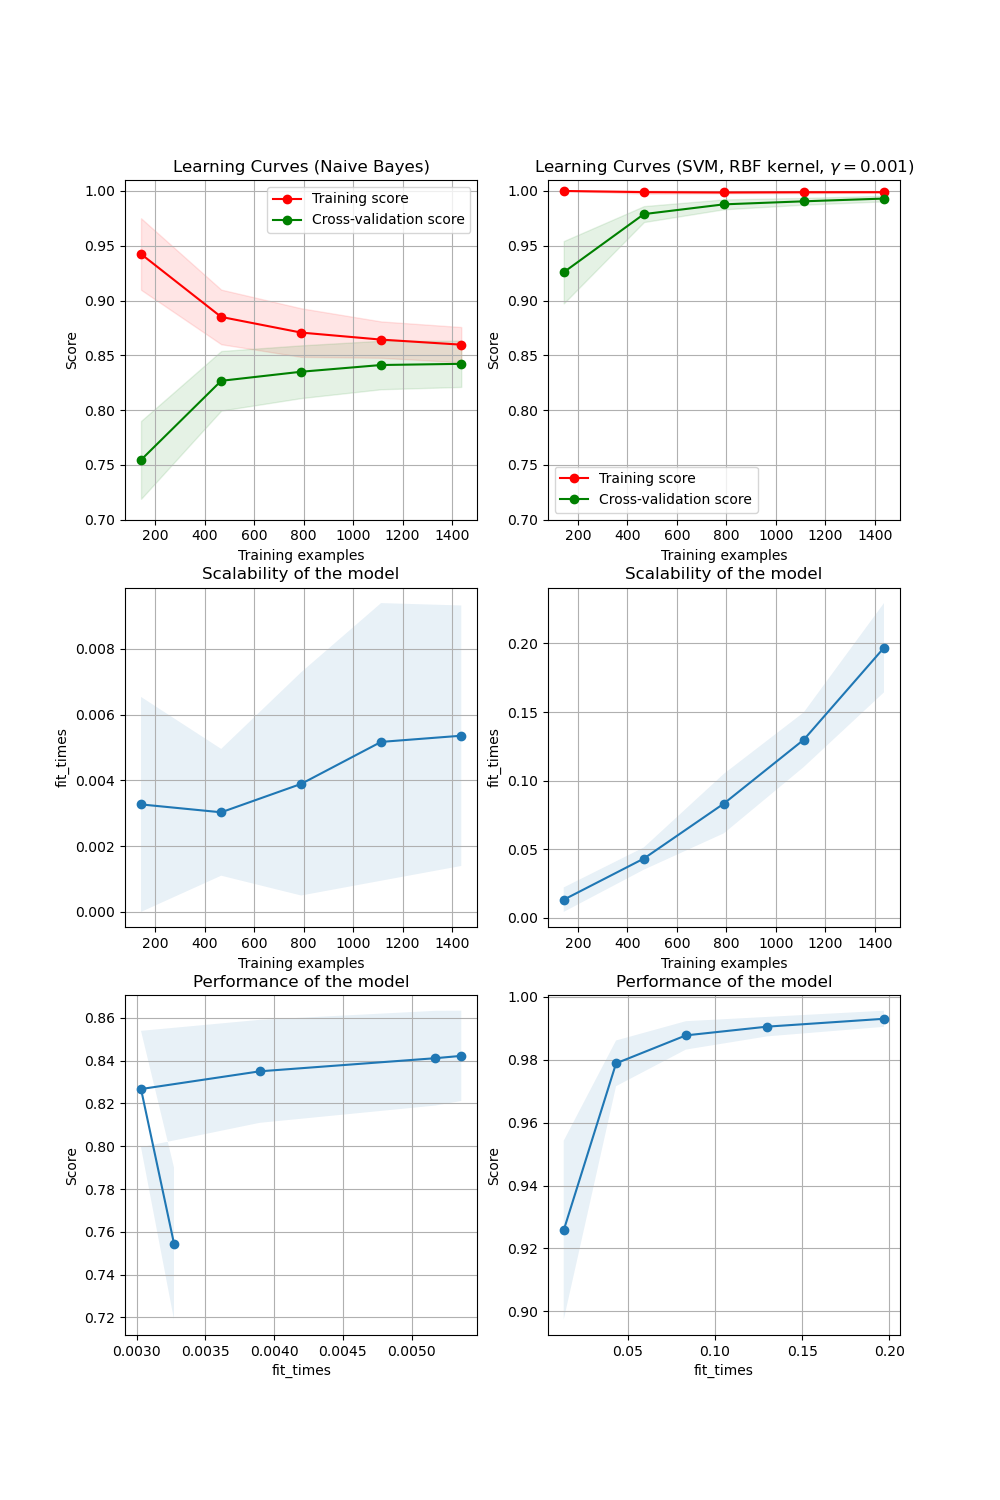 Learning Curves (Naive Bayes)
1.00
0.95
0.90
0.85
0.80
0.75
0.70
Score
Training score
Cross-validation score
200 400 600 800 1000 1200 1400
Training examples
Learning Curves (SVM, RBF kernel, γ = 0.001)
1.00
0.95
0.90
0.85
0.80
0.75
0.70
Score
Training score
Cross-validation score
200 400 600 800 1000 1200 1400
Training examples
Scalability of the model
0.008
0.006
0.004
0.002
0.000
fit_times
200 400 600 800 1000 1200 1400
Training examples
Scalability of the model
0.20
0.15
0.10
0.05
0.00
fit_times
200 400 600 800 1000 1200 1400
Training examples
Performance of the model
0.86
0.84
0.82
0.80
0.78
0.76
0.74
0.72
Score
0.0030 0.0035 0.0040 0.0045 0.0050
fit_times
Performance of the model
1.00
0.98
0.96
0.94
0.92
0.90
Score
0.05 0.10 0.15 0.20
fit_times